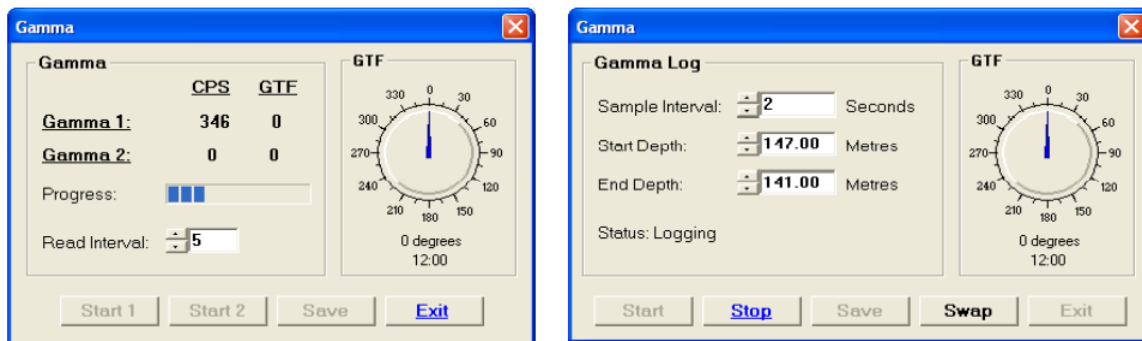 Gamma
Gamma
CPS GTF
Gamma 1: 346 0
Gamma 2: 0 0
Progress:
Read Interval: 5
GTF
0
30
60
90
120
150
180
210
240
270
300
330
0 degrees
12:00
Start 1 Start 2 Save Exit
Gamma
Gamma Log
Sample Interval: 2 Seconds
Start Depth: 147.00 Metres
End Depth: 141.00 Metres
Status: Logging
GTF
0
30
60
90
120
150
180
210
240
270
300
330
0 degrees
12:00
Start Stop Save Swap Exit